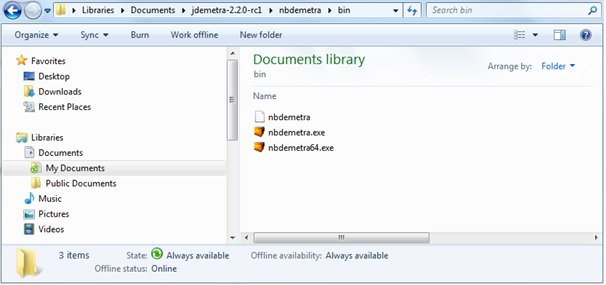 Libraries ▸ Documents ▸ jdemetra-2.2.0-rc1 ▸ nbdemetra ▸ bin
Search bin
Organize ▾ Sync ▾ Burn Work offline New folder
Favorites
Desktop
Downloads
Recent Places
Libraries
Documents
My Documents
Public Documents
Music
Pictures
Videos
Documents library
bin
Arrange by: Folder ▾
Name
nbdemetra
nbdemetra.exe
nbdemetra64.exe
3 items State: Always available Offline availability: Always available
Offline status: Online